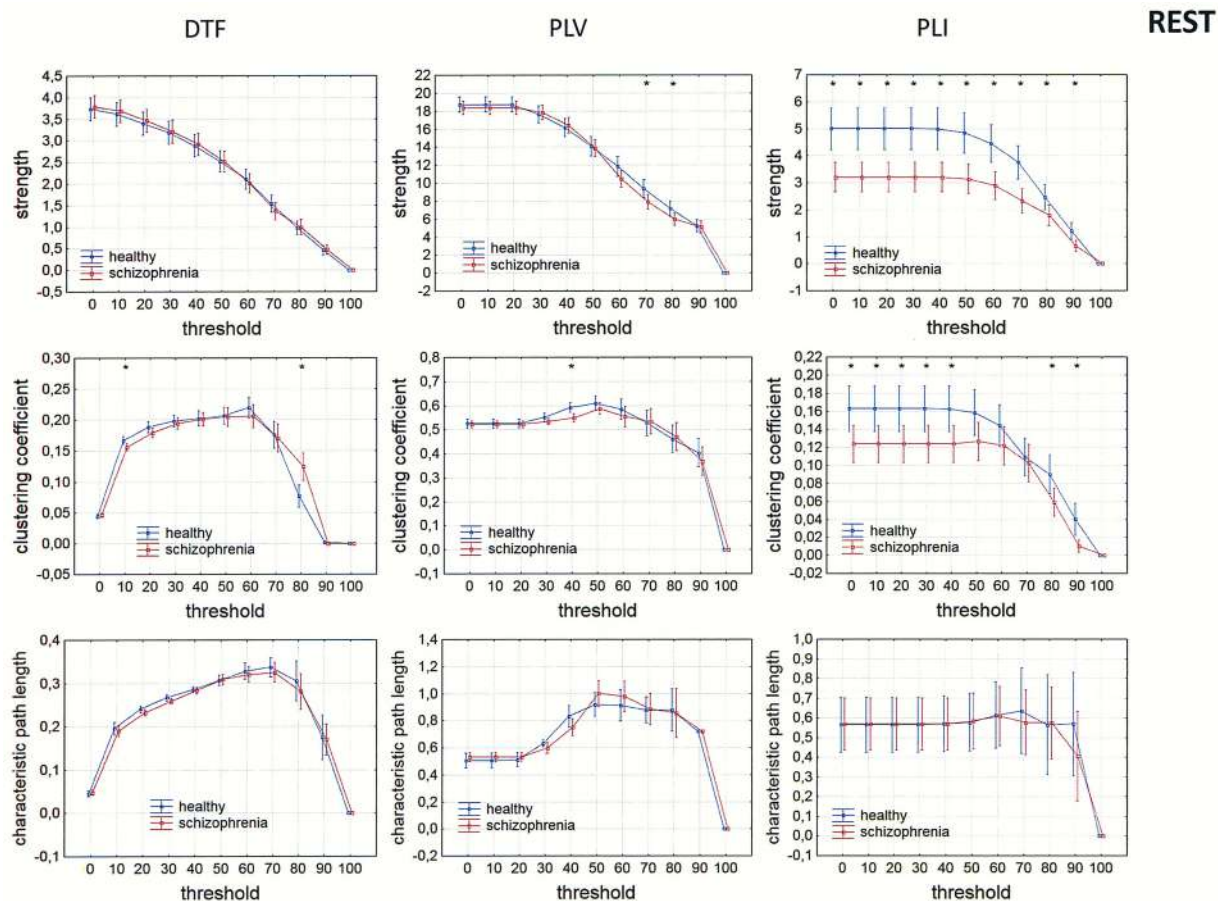 DTF PLV PLI REST
4,5
4,0
3,5
3,0
2,5
2,0
1,5
1,0
0,5
0,0
-0,5
strength
healthy
schizophrenia
0 10 20 30 40 50 60 70 80 90 100
threshold
22
20
18
16
14
12
10
8
6
4
2
0
-2
strength
* *
healthy
schizophrenia
0 10 20 30 40 50 60 70 80 90 100
threshold
7
6
5
4
3
2
1
0
-1
strength
* * * * * * * * * *
healthy
schizophrenia
0 10 20 30 40 50 60 70 80 90 100
threshold
0,30
0,25
0,20
0,15
0,10
0,05
0,00
-0,05
clustering coefficient
* *
healthy
schizophrenia
0 10 20 30 40 50 60 70 80 90 100
threshold
0,8
0,7
0,6
0,5
0,4
0,3
0,2
0,1
0,0
-0,1
clustering coefficient
*
healthy
schizophrenia
0 10 20 30 40 50 60 70 80 90 100
threshold
0,22
0,20
0,18
0,16
0,14
0,12
0,10
0,08
0,06
0,04
0,02
0,00
-0,02
clustering coefficient
* * * * * * *
healthy
schizophrenia
0 10 20 30 40 50 60 70 80 90 100
threshold
0,4
0,3
0,2
0,1
0,0
-0,1
characteristic path length
healthy
schizophrenia
0 10 20 30 40 50 60 70 80 90 100
threshold
1,4
1,2
1,0
0,8
0,6
0,4
0,2
0,0
-0,2
characteristic path length
healthy
schizophrenia
0 10 20 30 40 50 60 70 80 90 100
threshold
1,0
0,9
0,8
0,7
0,6
0,5
0,4
0,3
0,2
0,1
0,0
-0,1
characteristic path length
healthy
schizophrenia
0 10 20 30 40 50 60 70 80 90 100
threshold